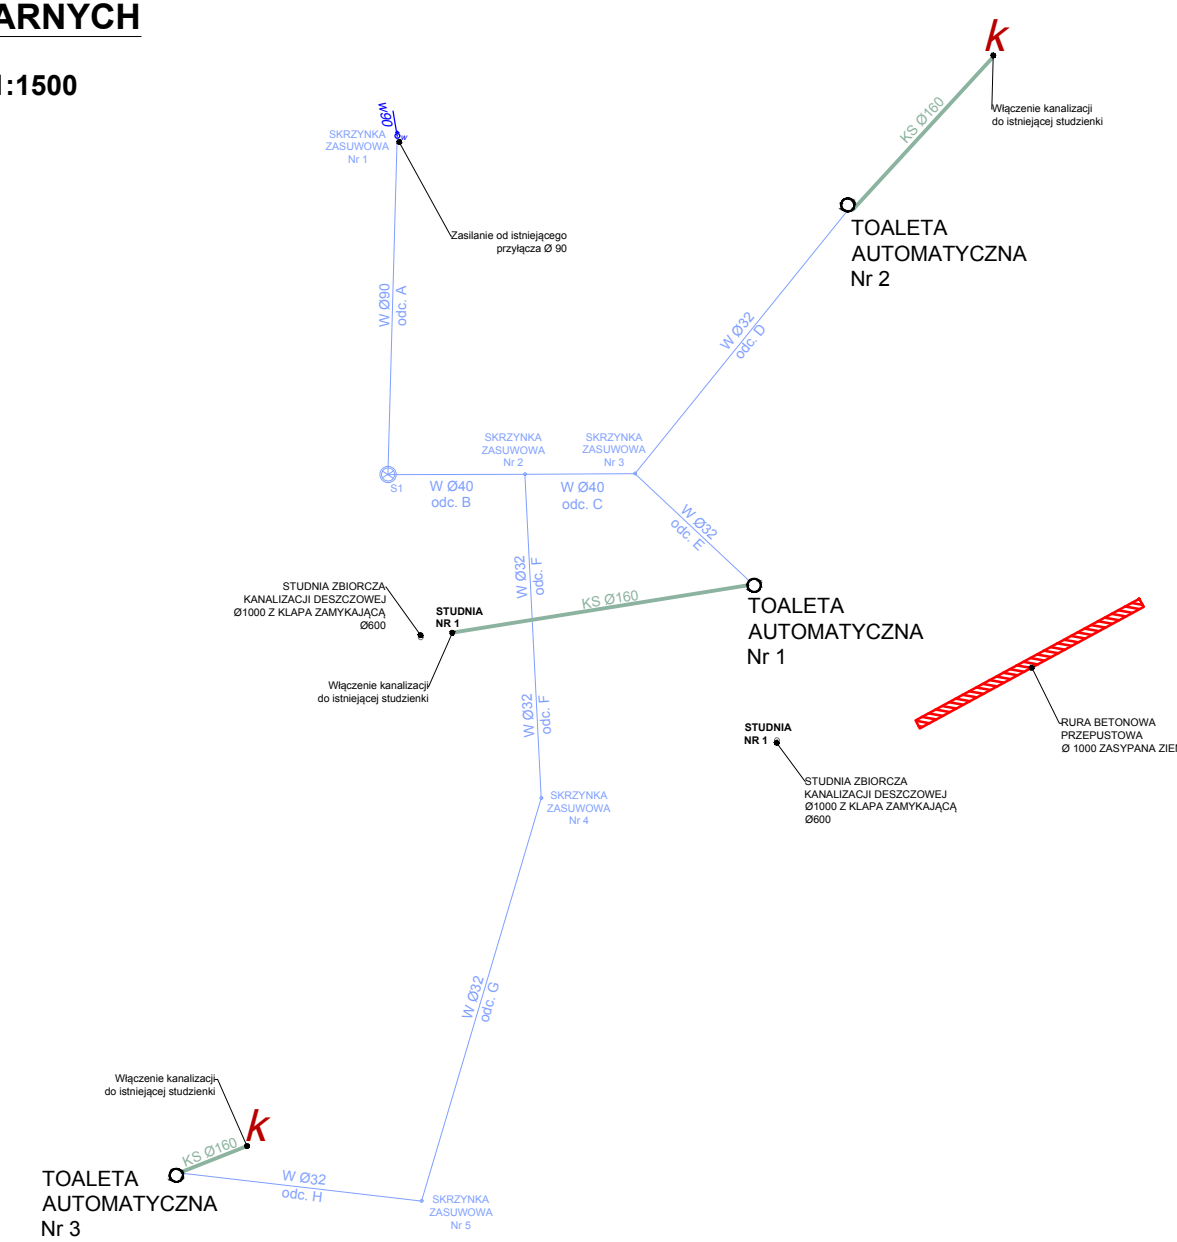 ARNYCH
1:1500
k
Włączenie kanalizacji
do istniejącej studzienki
KS Ø160
w90
w
SKRZYNKA
ZASUWOWA
Nr 1
Zasilanie od istniejącego
przyłącza Ø 90
TOALETA
AUTOMATYCZNA
Nr 2
W Ø90
odc. A
W Ø32
odc. D
SKRZYNKA
ZASUWOWA
Nr 2
SKRZYNKA
ZASUWOWA
Nr 3
S1
W Ø40
odc. B
W Ø40
odc. C
W Ø32
odc. E
W Ø32
odc. F
STUDNIA ZBIORCZA
KANALIZACJI DESZCZOWEJ
Ø1000 Z KLAPA ZAMYKAJĄCĄ
Ø600
STUDNIA
NR 1
KS Ø160
TOALETA
AUTOMATYCZNA
Nr 1
Włączenie kanalizacji
do istniejącej studzienki
W Ø32
odc. F
STUDNIA
NR 1
RURA BETONOWA
PRZEPUSTOWA
Ø 1000 ZASYPANA ZIEM
STUDNIA ZBIORCZA
KANALIZACJI DESZCZOWEJ
Ø1000 Z KLAPA ZAMYKAJĄCĄ
Ø600
SKRZYNKA
ZASUWOWA
Nr 4
W Ø32
odc. G
Włączenie kanalizacji
do istniejącej studzienki
k
KS Ø160
TOALETA
AUTOMATYCZNA
Nr 3
W Ø32
odc. H
SKRZYNKA
ZASUWOWA
Nr 5